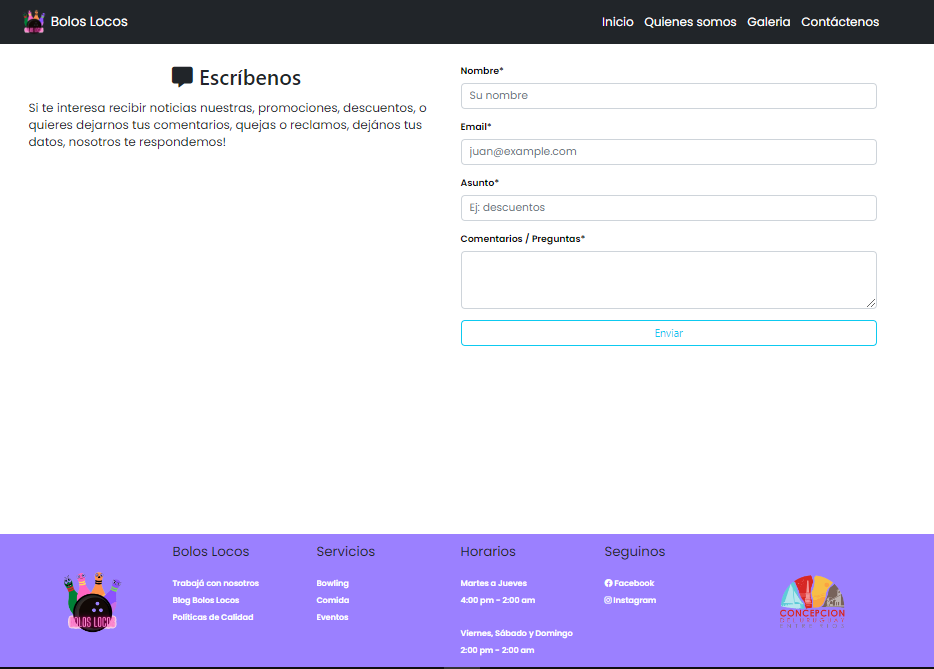 Bolos Locos
Inicio Quienes somos Galeria Contáctenos
Escríbenos
Si te interesa recibir noticias nuestras, promociones, descuentos, o
quieres dejarnos tus comentarios, quejas o reclamos, dejános tus
datos, nosotros te respondemos!
Nombre*
Su nombre
Email*
juan@example.com
Asunto*
Ej: descuentos
Comentarios / Preguntas*
Enviar
BOLOS LOCOS
Bolos Locos
Trabajá con nosotros
Blog Bolos Locos
Políticas de Calidad
Servicios
Bowling
Comida
Eventos
Horarios
Martes a Jueves
4:00 pm - 2:00 am
Viernes, Sábado y Domingo
2:00 pm - 2:00 am
Seguinos
Facebook
Instagram
CONCEPCION
DEL URUGUAY